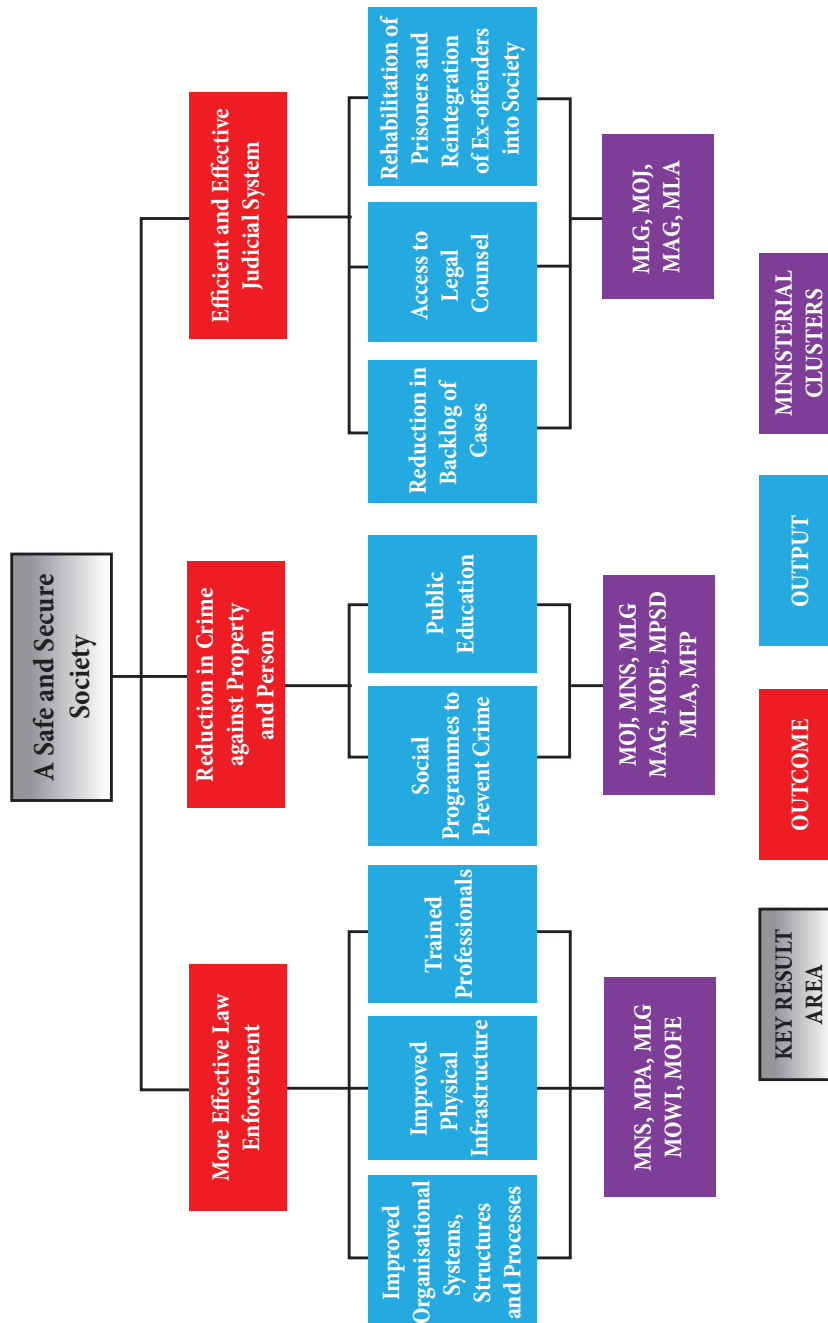 A Safe and Secure
Society
More Effective Law
Enforcement
Reduction in Crime
against Property
and Person
Efficient and Effective
Judicial System
Improved
Organisational
Systems,
Structures
and Processes
Improved
Physical
Infrastructure
Trained
Professionals
Social
Programmes to
Prevent Crime
Public
Education
Reduction in
Backlog of
Cases
Access to
Legal
Counsel
Rehabilitation of
Prisoners and
Reintegration
of Ex-offenders
into Society
MNS, MPA, MLG
MOWI, MOFE
MOJ, MNS, MLG
MAG, MOE, MPSD
MLA, MFP
MLG, MOJ,
MAG, MLA
KEY RESULT
AREA
OUTCOME
OUTPUT
MINISTERIAL
CLUSTERS